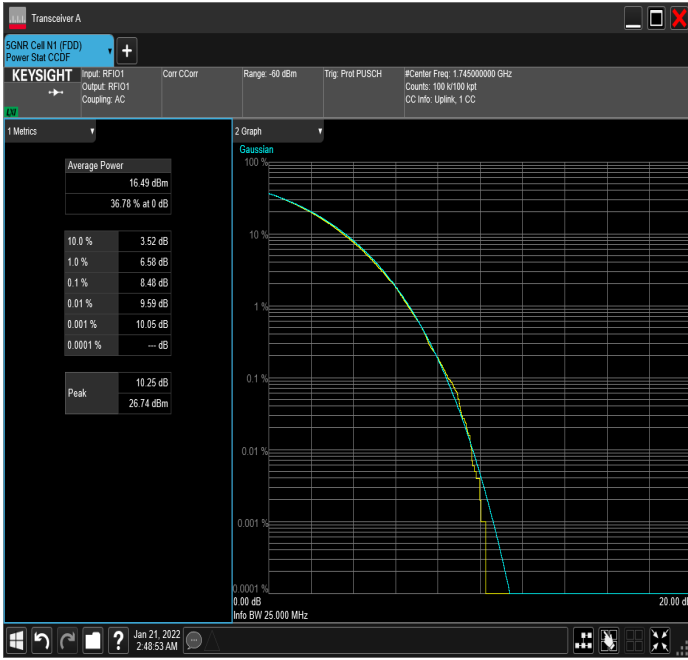 Transceiver A
5GNR Cell N1 (FDD)
Power Stat CCDF
KEYSIGHT
Input: RFIO1
Output: RFIO1
Coupling: AC
Corr CCorr
Range: -60 dBm
Trig: Prot PUSCH
#Center Freq: 1.745000000 GHz
Counts: 100 k/100 kpt
CC Info: Uplink, 1 CC
LXI
1 Metrics
Average Power
16.49 dBm
36.78 % at 0 dB
10.0 % 3.52 dB
1.0 % 6.58 dB
0.1 % 8.48 dB
0.01 % 9.59 dB
0.001 % 10.05 dB
0.0001 % --- dB
Peak
10.25 dB
26.74 dBm
2 Graph
Gaussian
100 %
10 %
1 %
0.1 %
0.01 %
0.001 %
0.0001 %
0.00 dB
20.00 dB
Info BW 25.000 MHz
?
Jan 21, 2022
2:48:53 AM